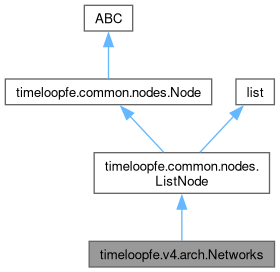 ABC
timeloopfe.common.nodes.Node
list
timeloopfe.common.nodes.
ListNode
timeloopfe.v4.arch.Networks